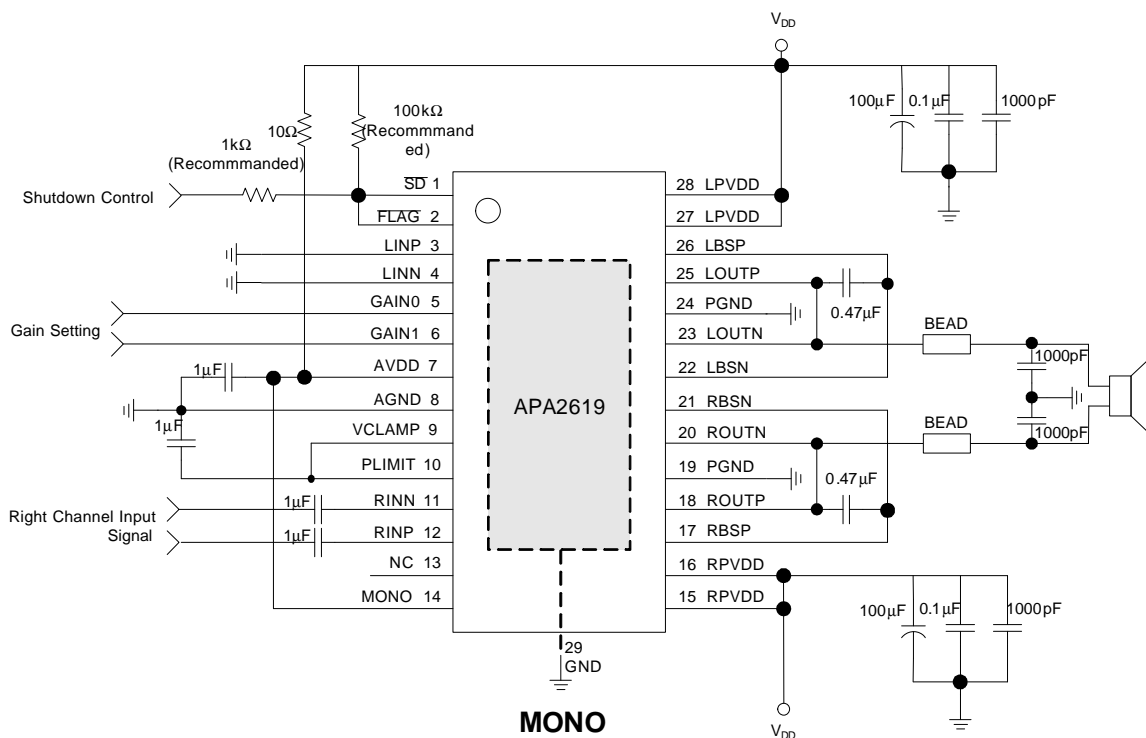 VDD
100µF
0.1µF
1000pF
10Ω
100kΩ
(Recommmand
ed)
1kΩ
(Recommmanded)
Shutdown Control
SD 1
FLAG 2
LINP 3
LINN 4
Gain Setting
GAIN0 5
GAIN1 6
1µF
AVDD 7
AGND 8
1µF
VCLAMP 9
PLIMIT 10
Right Channel Input
Signal
1µF
RINN 11
1µF
RINP 12
NC 13
MONO 14
APA2619
29
GND
28 LPVDD
27 LPVDD
26 LBSP
25 LOUTP
24 PGND
0.47µF
23 LOUTN
22 LBSN
21 RBSN
20 ROUTN
19 PGND
0.47µF
18 ROUTP
17 RBSP
16 RPVDD
15 RPVDD
BEAD
1000pF
BEAD
1000pF
100µF
0.1µF
1000pF
VDD
MONO